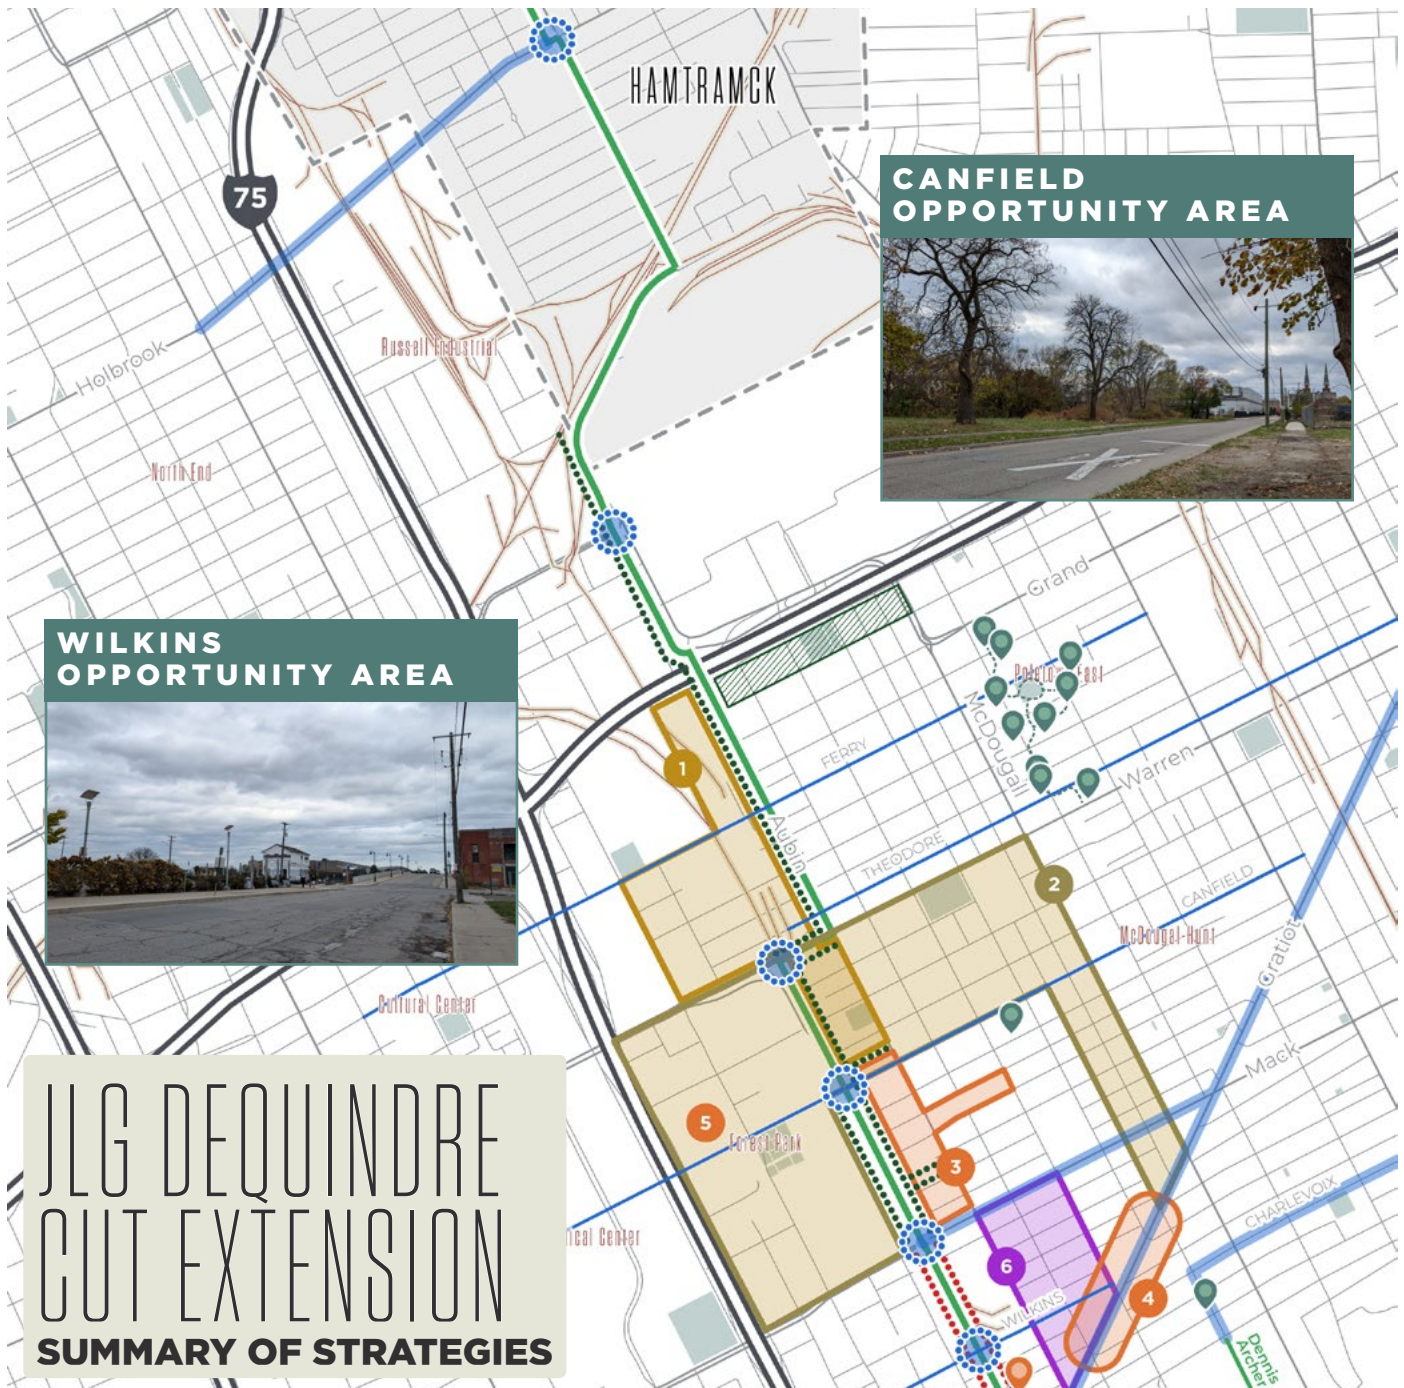 HAMTRAMCK
CANFIELD
OPPORTUNITY AREA
75
Russell Industrial
Holbrook
North End
Grand
WILKINS
OPPORTUNITY AREA
McDougall
Warren
FERRY
1
Aubin
THEODORE
2
CANFIELD
McDougal-Hunt
Gratiot
Cultural Center
Mack
5
Forest Park
3
CHARLEVOIX
6
4
WILKINS
Dennis
Archer
JLG DEQUINDRE
CUT EXTENSION
SUMMARY OF STRATEGIES